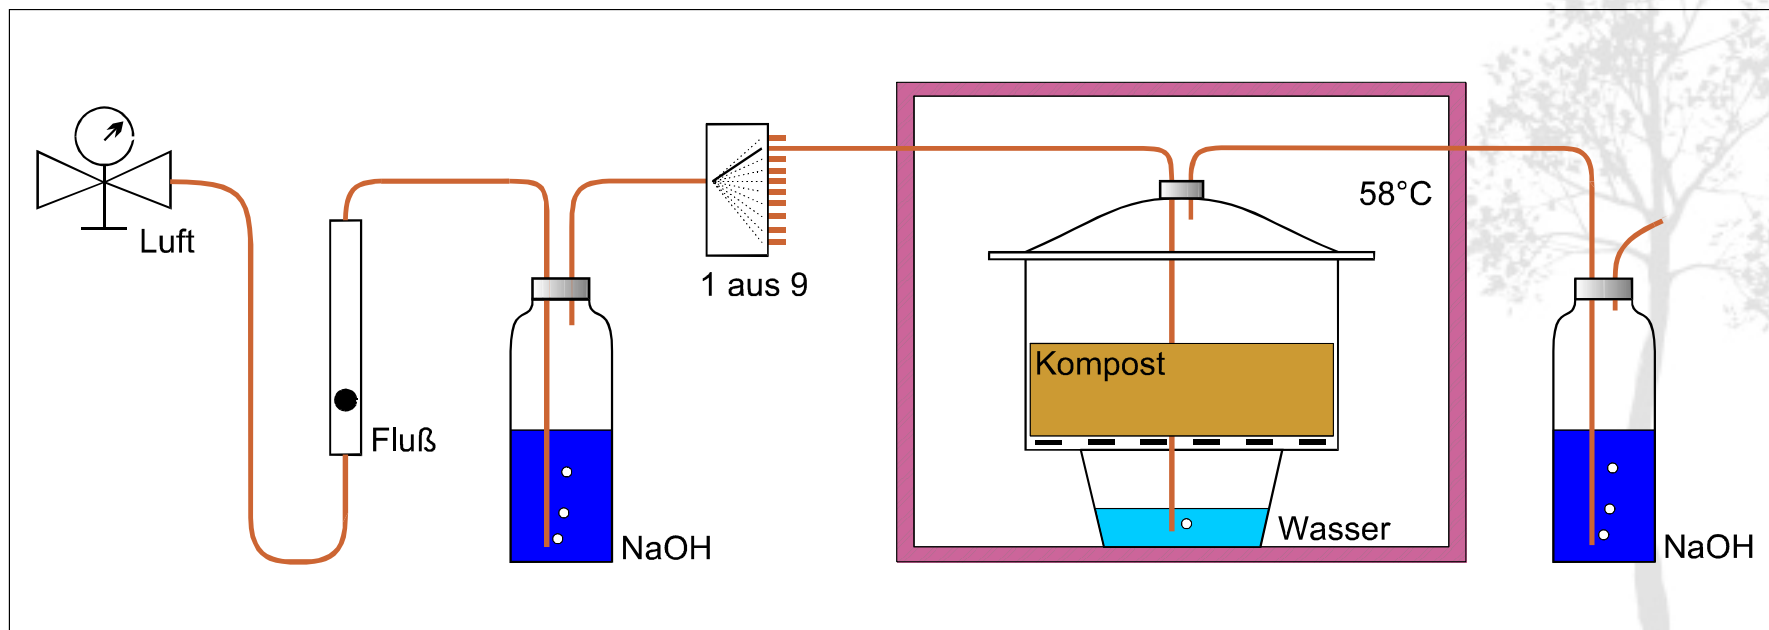 Luft
Fluß
NaOH
1 aus 9
58°C
Kompost
Wasser
NaOH